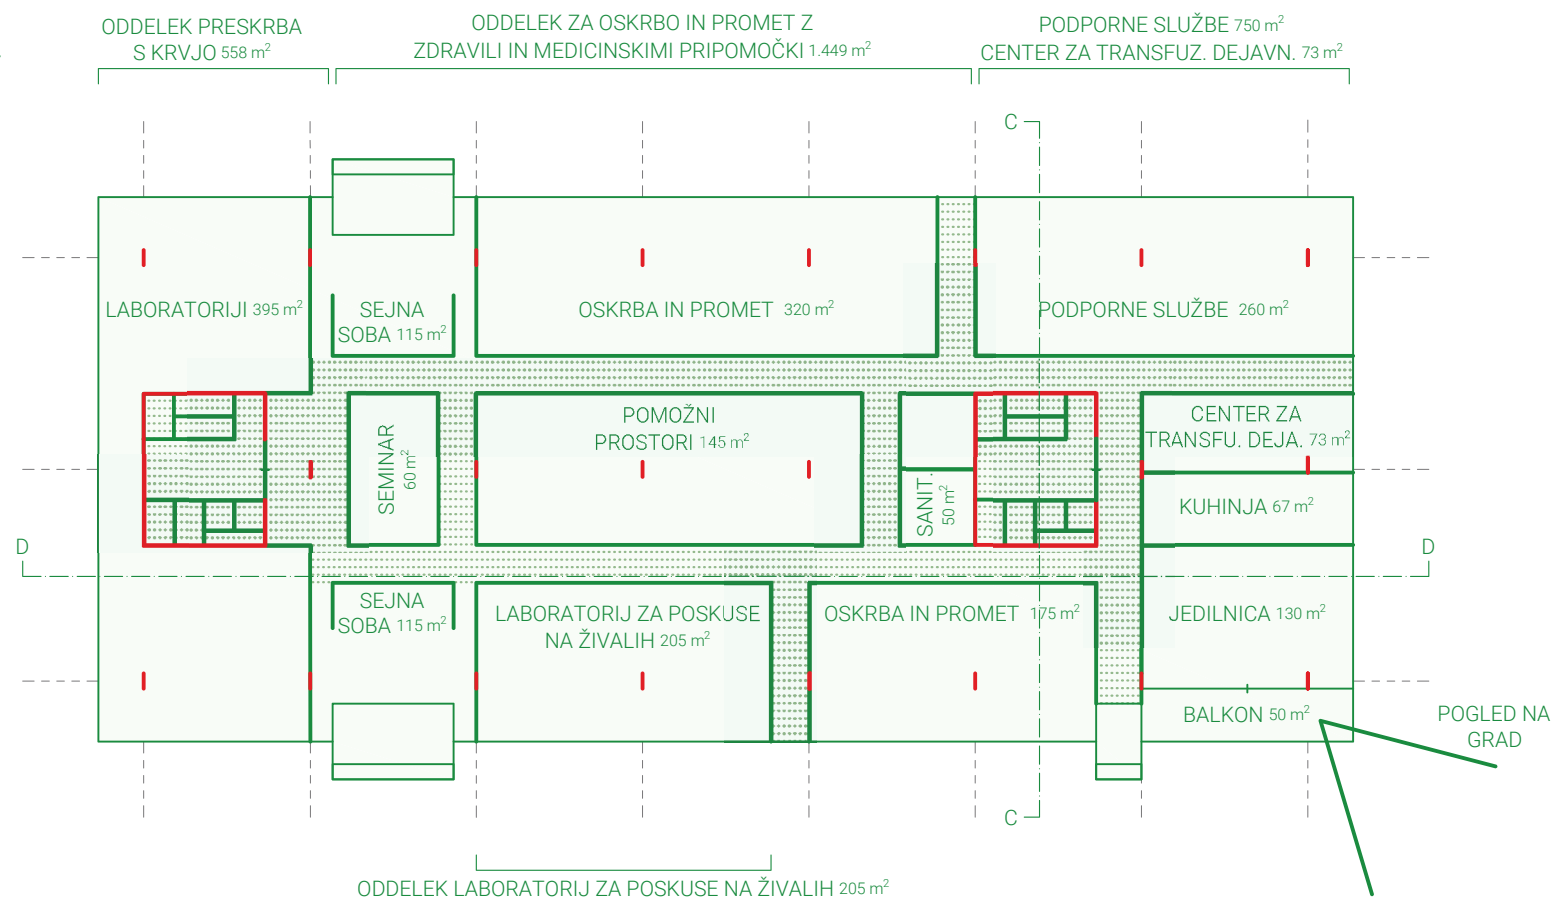 ODDELEK PRESKRBA
S KRVJO 558 m²
ODDELEK ZA OSKRBO IN PROMET Z
ZDRAVILI IN MEDICINSKIMI PRIPOMOČKI 1.449 m²
PODPORNE SLUŽBE 750 m²
CENTER ZA TRANSFUZ. DEJAVN. 73 m²
C
LABORATORIJI 395 m²
SEJNA
SOBA 115 m²
OSKRBA IN PROMET 320 m²
PODPORNE SLUŽBE 260 m²
SEMINAR
60 m²
POMOŽNI
PROSTORI 145 m²
SANIT.
50 m²
CENTER ZA
TRANSFU. DEJA. 73 m²
KUHINJA 67 m²
D
D
SEJNA
SOBA 115 m²
LABORATORIJ ZA POSKUSE
NA ŽIVALIH 205 m²
OSKRBA IN PROMET 175 m²
JEDILNICA 130 m²
BALKON 50 m²
POGLED NA
GRAD
C
ODDELEK LABORATORIJ ZA POSKUSE NA ŽIVALIH 205 m²